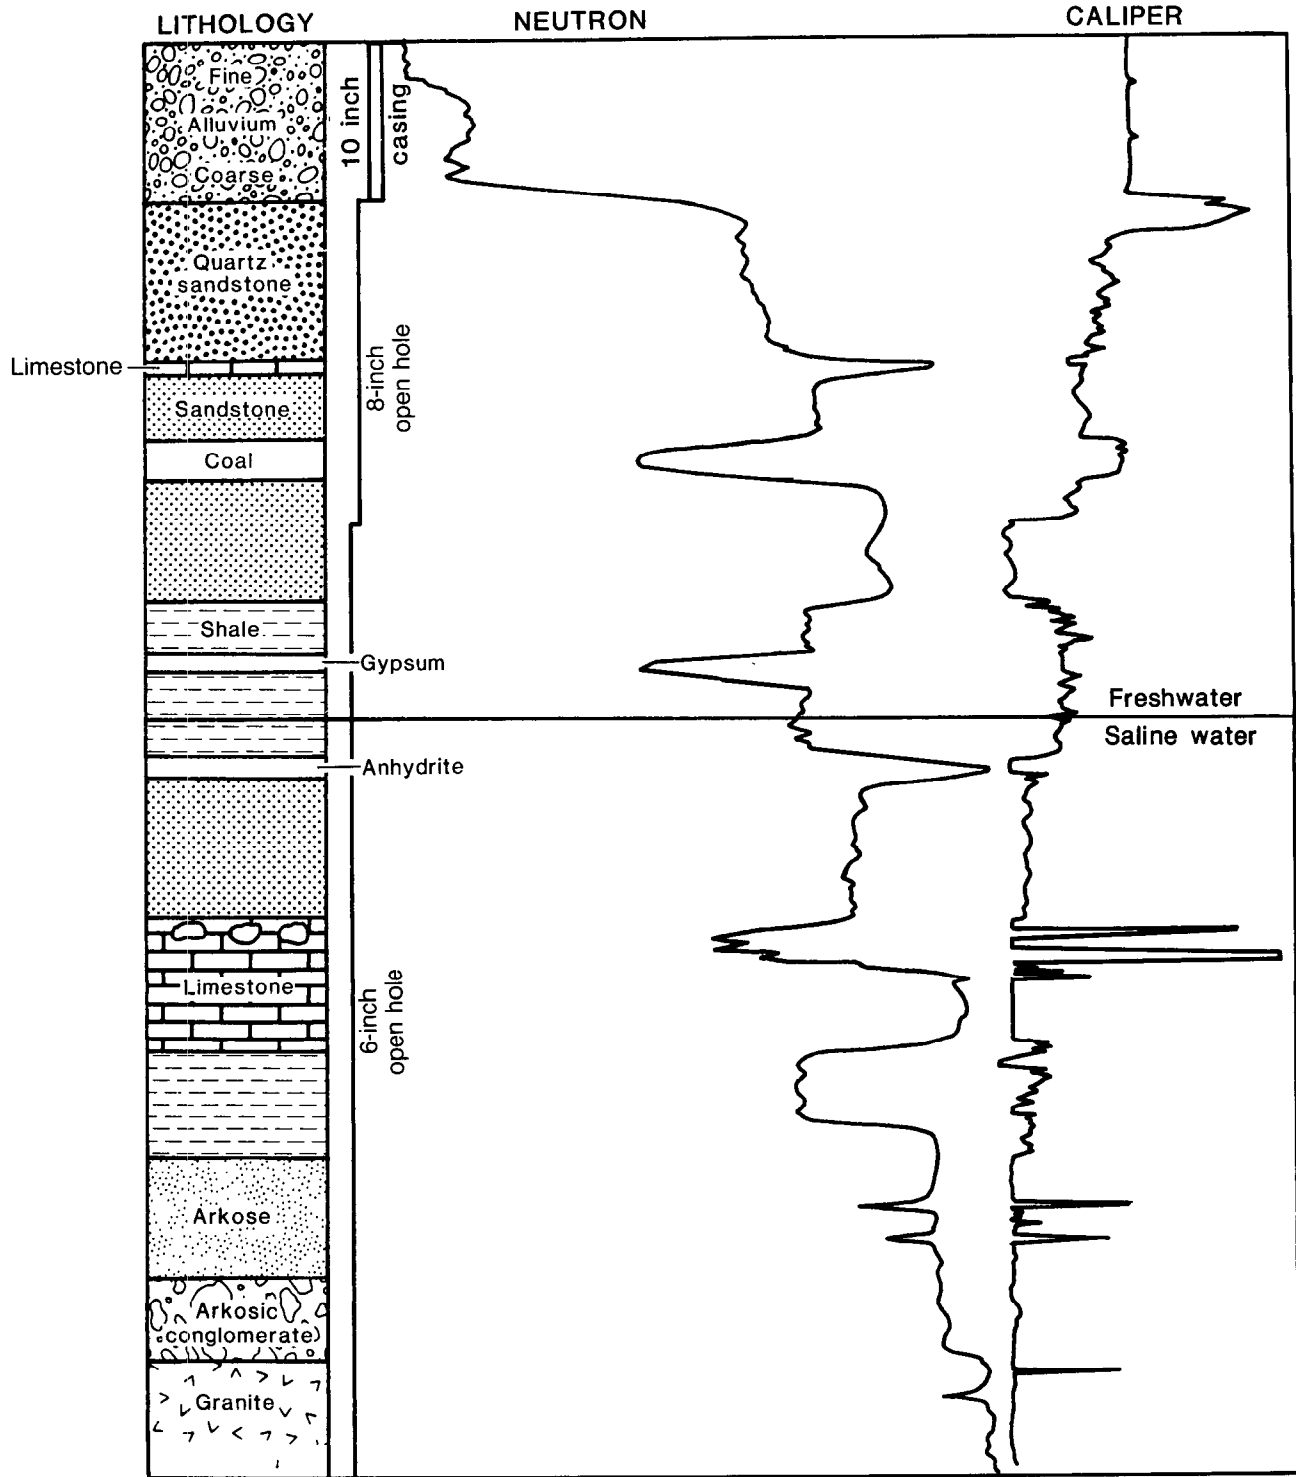 LITHOLOGY
NEUTRON
CALIPER
Fine
Alluvium
Coarse
10 inch
casing
Quartz
sandstone
Limestone
8-inch
open hole
Sandstone
Coal
Shale
Gypsum
Freshwater
Saline water
Anhydrite
Limestone
6-inch
open hole
Arkose
Arkosic
conglomerate
Granite